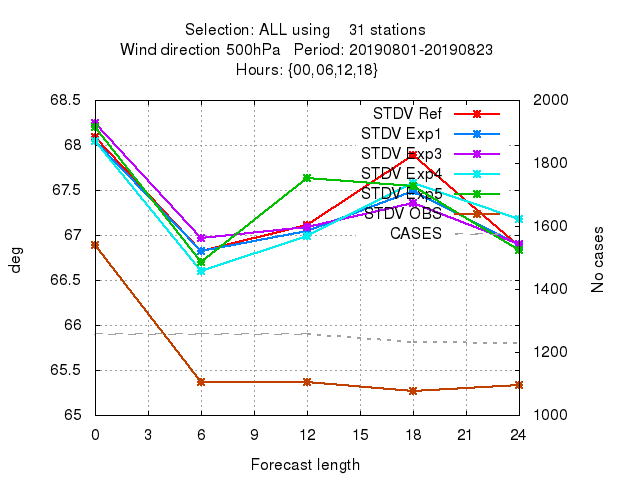 Selection: ALL using    31 stations
Wind direction 500hPa   Period: 20190801-20190823
Hours: {00,06,12,18}
68.5
68
67.5
67
66.5
66
65.5
65
deg
2000
1800
1600
1400
1200
1000
No cases
STDV Ref
STDV Exp1
STDV Exp3
STDV Exp4
STDV Exp5
STDV OBS
CASES
0 3 6 9 12 15 18 21 24
Forecast length